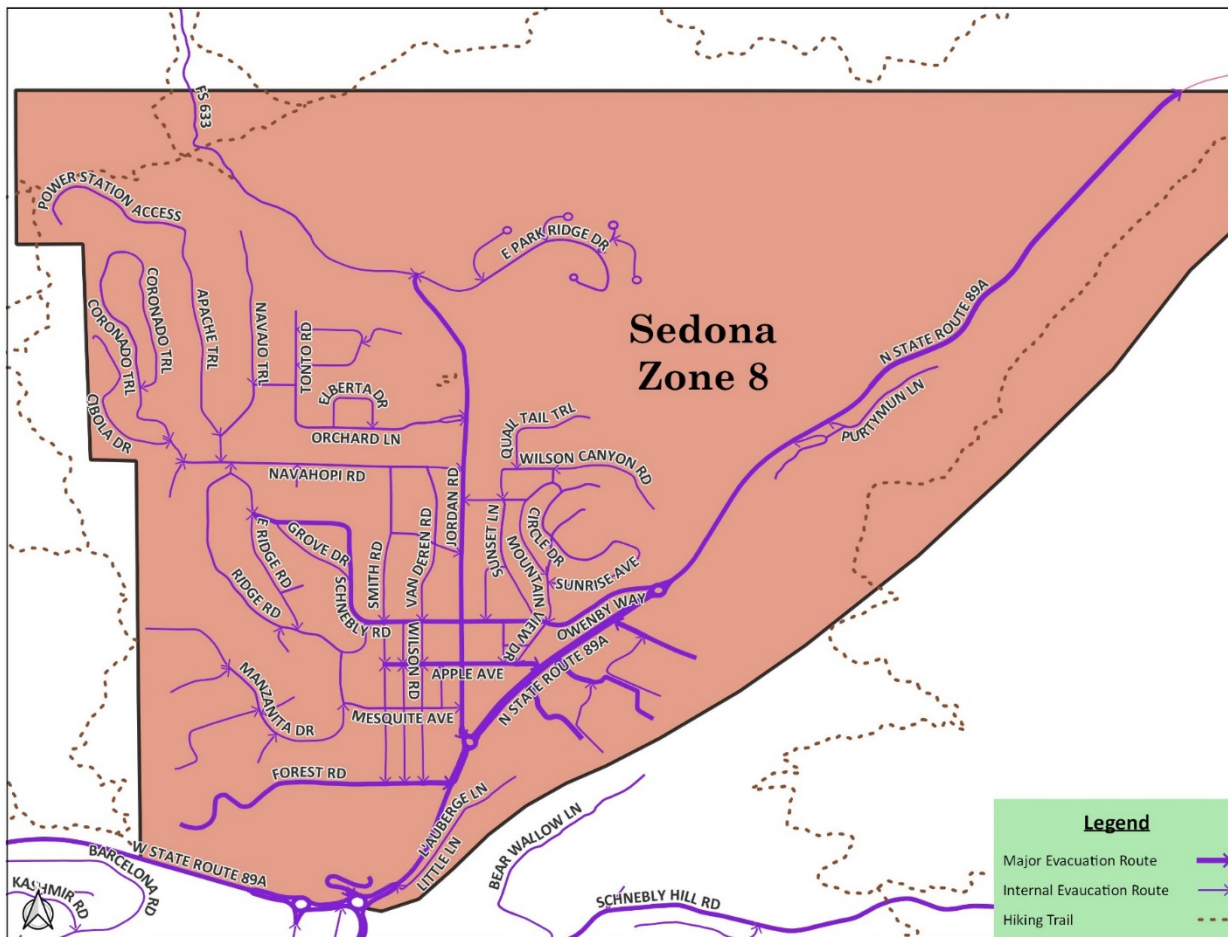 FS 633
POWER STATION ACCESS
E PARK RIDGE DR
Sedona
Zone 8
N STATE ROUTE 89A
CORONADO TRL
CORONADO TRL
APACHE TRL
NAVAJO TRL
TONTO RD
ELBERTA DR
ORCHARD LN
CIBOLA DR
PURTYMUN LN
QUAIL TAIL TRL
WILSON CANYON RD
NAVAHOPI RD
JORDAN RD
E RIDGE RD
GROVE DR
SCHNEBLY RD
SMITH RD
VAN DEREN RD
SUNSET LN
MOUNTAIN VIEW DR
CIRCLE DR
SUNRISE AVE
RIDGE RD
WILSON RD
OWENBY WAY
N STATE ROUTE 89A
APPLE AVE
MANZANITA DR
MESQUITE AVE
FOREST RD
L'AUBERGE LN
LITTLE LN
BEAR WALLOW LN
W STATE ROUTE 89A
BARCELONA RD
KASHMIR RD
SCHNEBLY HILL RD
Legend
Major Evacuation Route
Internal Evaucation Route
Hiking Trail